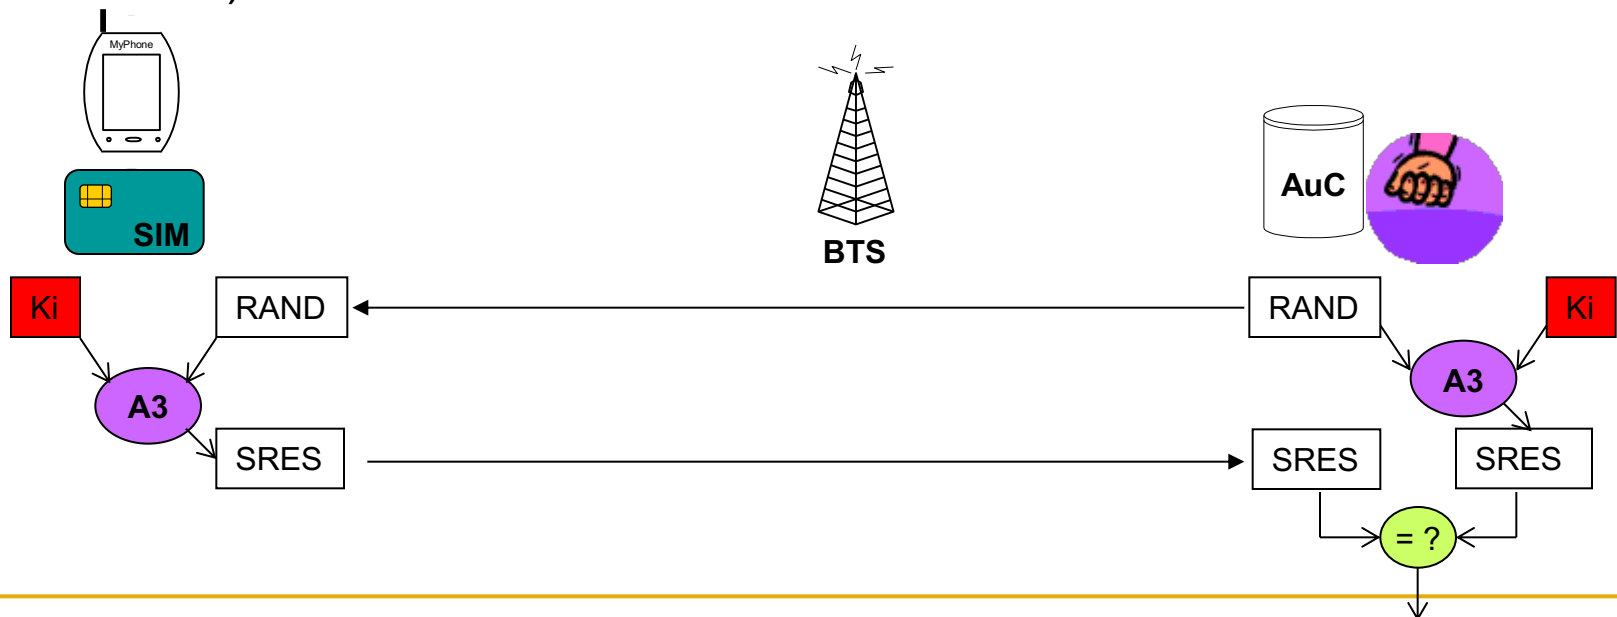 )
MyPhone
SIM
BTS
AuC
Ki
RAND
RAND
Ki
A3
A3
SRES
SRES
SRES
= ?